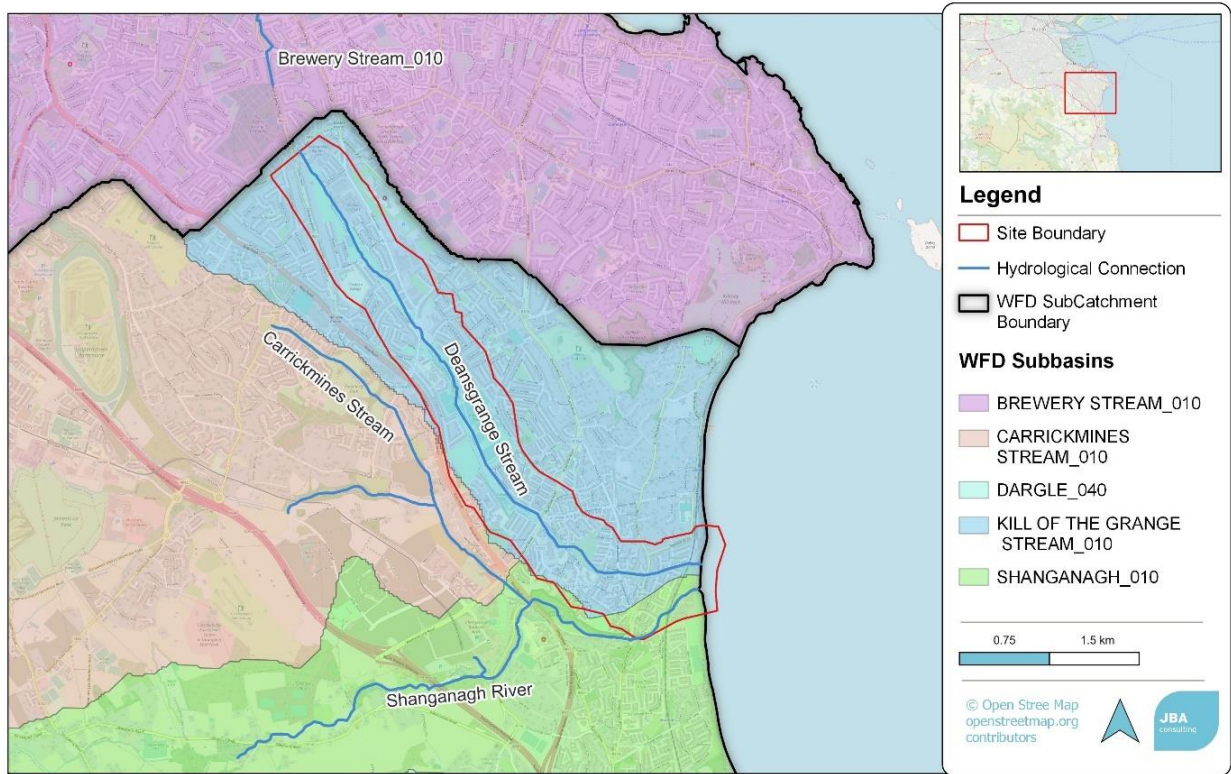 Brewery Stream_010
Carrickmines Stream
Deansgrange Stream
Shanganagh River
Legend
Site Boundary
Hydrological Connection
WFD SubCatchment
Boundary
WFD Subbasins
BREWERY STREAM_010
CARRICKMINES
STREAM_010
DARGLE_040
KILL OF THE GRANGE
STREAM_010
SHANGANAGH_010
0.75 1.5 km
© Open Stree Map
openstreetmap.org
contributors
JBA
consulting